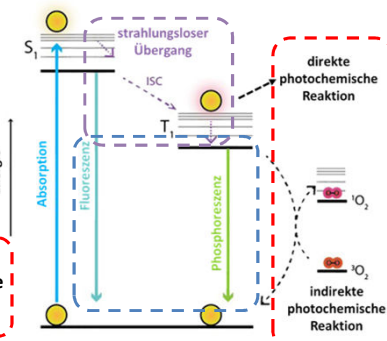 strahlungsloser
Übergang
S1
ISC
direkte
photochemische
Reaktion
T1
Absorption
Fluoreszenz
Phosphoreszenz
¹O₂
³O₂
indirekte
photochemische
Reaktion